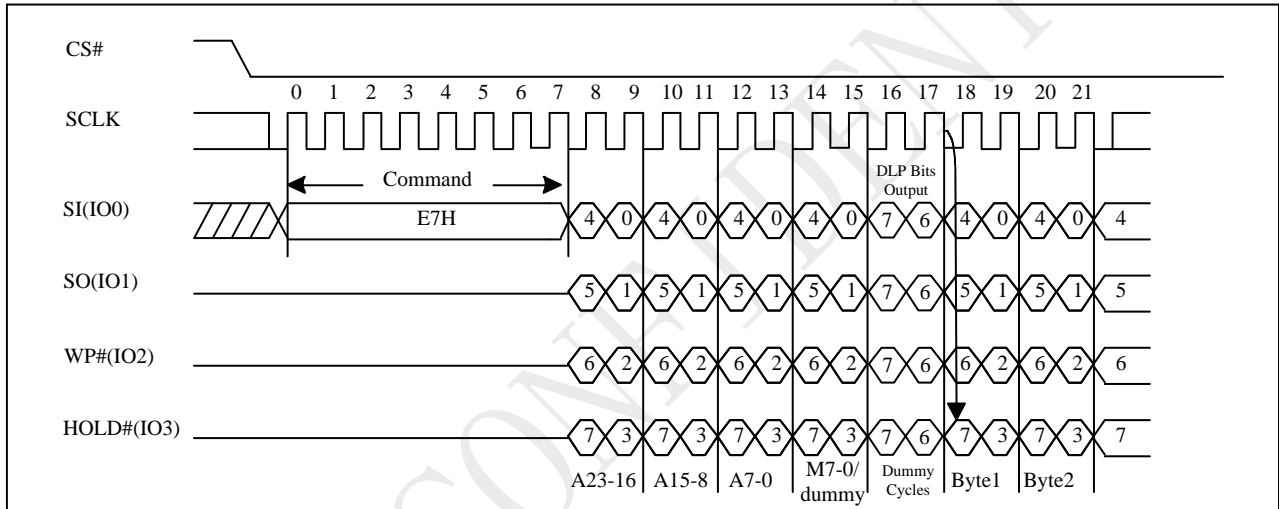 CS#
0 1 2 3 4 5 6 7 8 9 10 11 12 13 14 15 16 17 18 19 20 21
SCLK
Command
DLP Bits
Output
SI(IO0)
E7H
4 0 4 0 4 0 4 0 7 6 4 0 4 0 4
SO(IO1)
5 1 5 1 5 1 5 1 7 6 5 1 5 1 5
WP#(IO2)
6 2 6 2 6 2 6 2 7 6 6 2 6 2 6
HOLD#(IO3)
7 3 7 3 7 3 7 3 7 6 7 3 7 3 7
A23-16 A15-8 A7-0 M7-0/
dummy
Dummy
Cycles
Byte1 Byte2
CONFIDENT